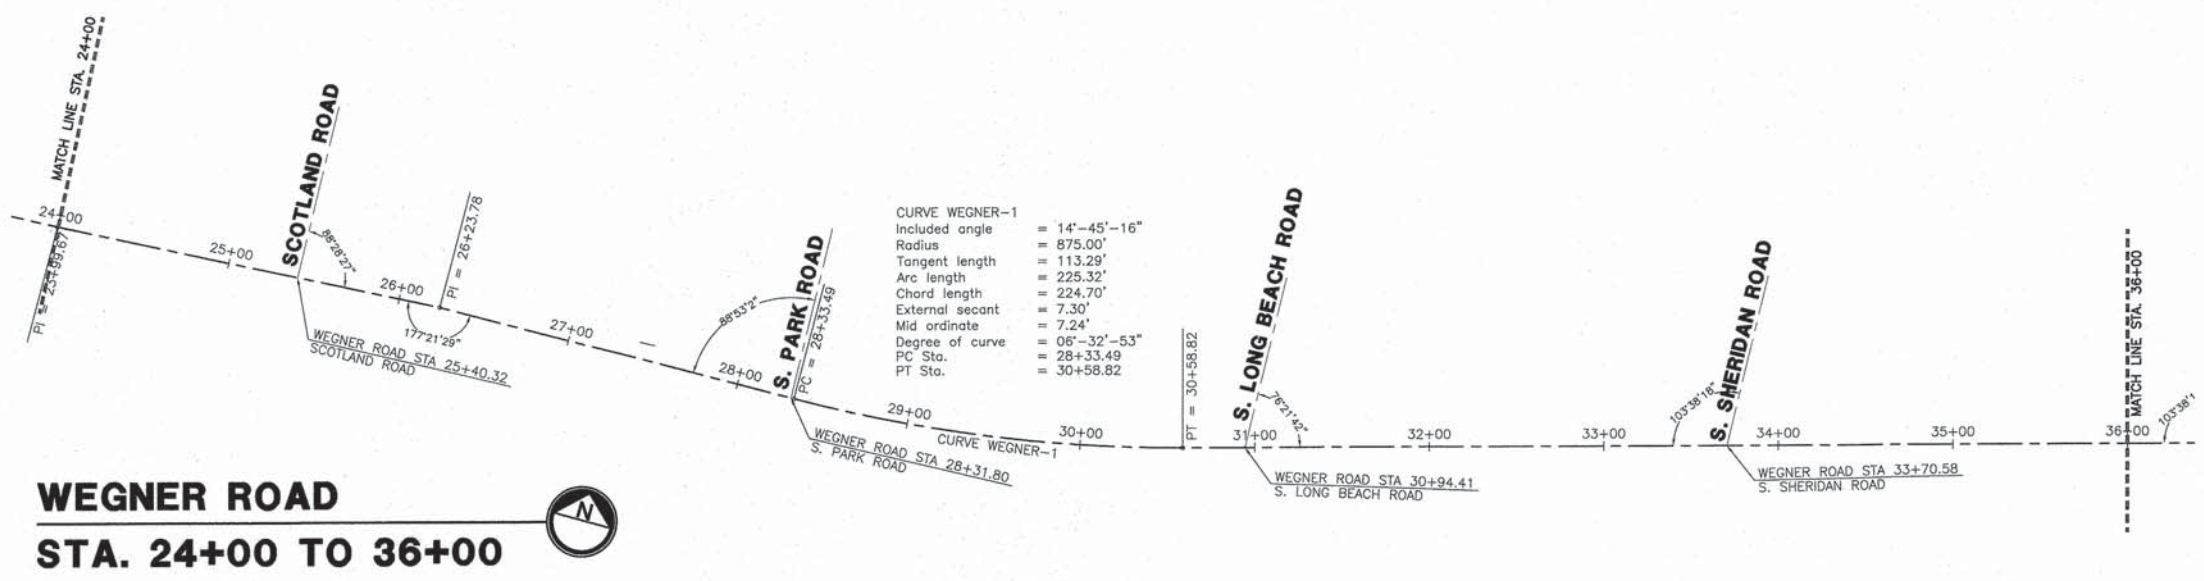 MATCH LINE STA. 24+00
24+00
PI = 23+99.67
25+00
SCOTLAND ROAD
88°28'27"
WEGNER ROAD STA 25+40.32
SCOTLAND ROAD
26+00
177°21'29"
PI = 26+23.78
27+00
88°53'2"
28+00
S. PARK ROAD
PC = 28+33.49
WEGNER ROAD STA 28+31.80
S. PARK ROAD
CURVE WEGNER-1
Included angle = 14°-45'-16"
Radius = 875.00'
Tangent length = 113.29'
Arc length = 225.32'
Chord length = 224.70'
External secant = 7.30'
Mid ordinate = 7.24'
Degree of curve = 06°-32'-53"
PC Sta. = 28+33.49
PT Sta. = 30+58.82
29+00
CURVE WEGNER-1
30+00
PT = 30+58.82
S. LONG BEACH ROAD
76°21'42"
31+00
WEGNER ROAD STA 30+94.41
S. LONG BEACH ROAD
32+00
33+00
103°38'18"
S. SHERIDAN ROAD
34+00
WEGNER ROAD STA 33+70.58
S. SHERIDAN ROAD
35+00
MATCH LINE STA. 36+00
36+00
103°38'1
WEGNER ROAD
N
STA. 24+00 TO 36+00